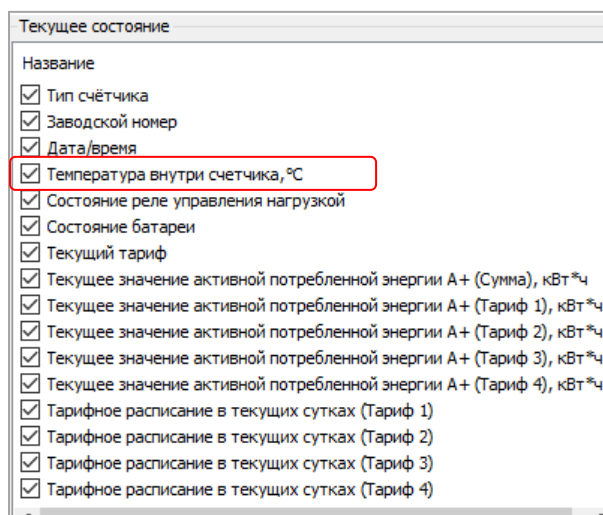 Текущее состояние
Название
Тип счётчика
Заводской номер
Дата/время
Температура внутри счетчика,°С
Состояние реле управления нагрузкой
Состояние батареи
Текущий тариф
Текущее значение активной потребленной энергии А+ (Сумма), кВт*ч
Текущее значение активной потребленной энергии А+ (Тариф 1), кВт*ч
Текущее значение активной потребленной энергии А+ (Тариф 2), кВт*ч
Текущее значение активной потребленной энергии А+ (Тариф 3), кВт*ч
Текущее значение активной потребленной энергии А+ (Тариф 4), кВт*ч
Тарифное расписание в текущих сутках (Тариф 1)
Тарифное расписание в текущих сутках (Тариф 2)
Тарифное расписание в текущих сутках (Тариф 3)
Тарифное расписание в текущих сутках (Тариф 4)